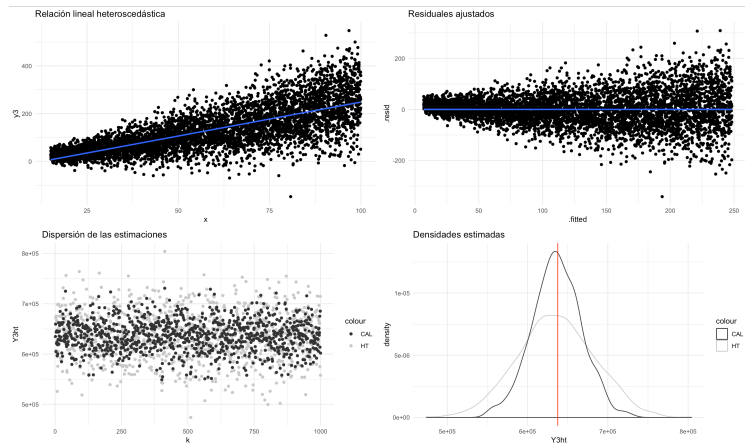 Relación lineal heteroscedástica
400
200
0
y3
25
50
75
100
x
Residuales ajustados
200
0
-200
.resid
0
50
100
150
200
250
.fitted
Dispersión de las estimaciones
8e+05
7e+05
6e+05
5e+05
Y3ht
0
250
500
750
1000
k
colour
CAL
HT
Densidades estimadas
1e-05
5e-06
0e+00
density
5e+05
6e+05
7e+05
8e+05
Y3ht
colour
CAL
HT